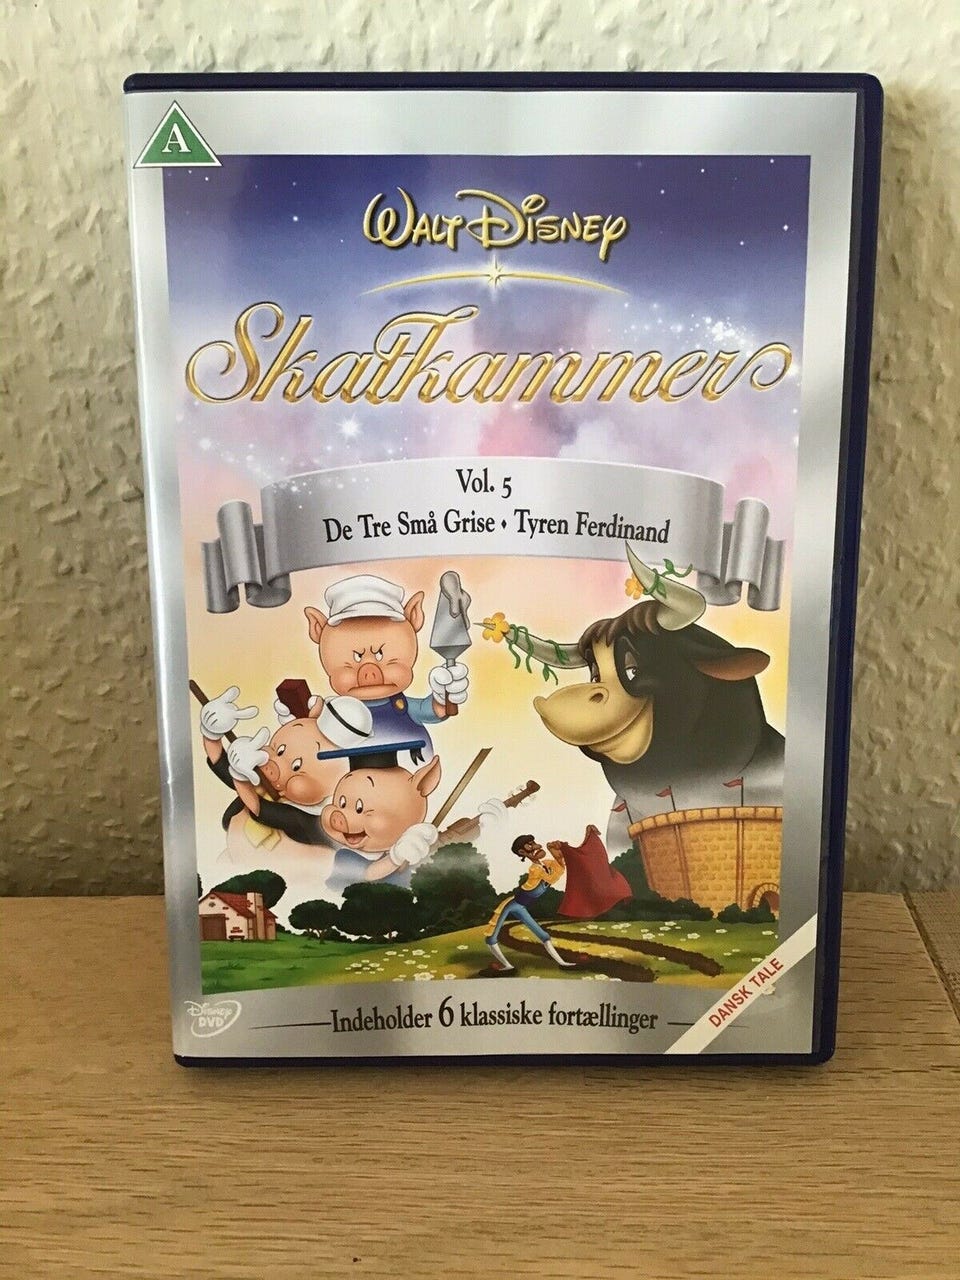 A
WALT DISNEY
Skatkammer
Vol. 5
De Tre Små Grise • Tyren Ferdinand
Indeholder 6 klassiske fortællinger
DANSK TALE
DISNEY
DVD